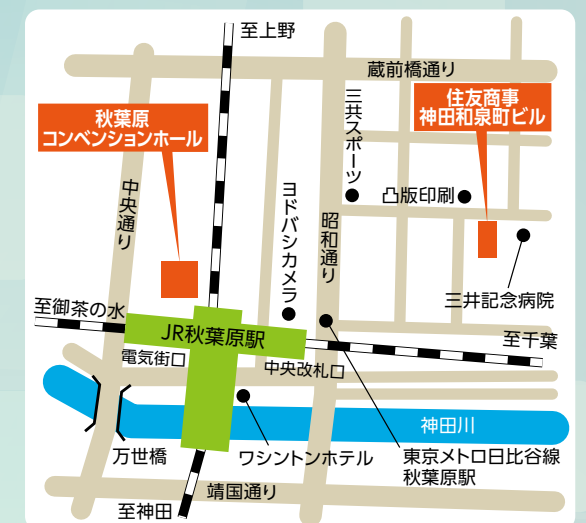 至上野
蔵前橋通り
秋葉原
コンベンションホール
住友商事
神田和泉町ビル
三共スポーツ
凸版印刷
中央通り
ヨドバシカメラ
昭和通り
三井記念病院
至御茶の水
JR秋葉原駅
至千葉
電気街口
中央改札口
神田川
万世橋
ワシントンホテル
東京メトロ日比谷線
秋葉原駅
靖国通り
至神田